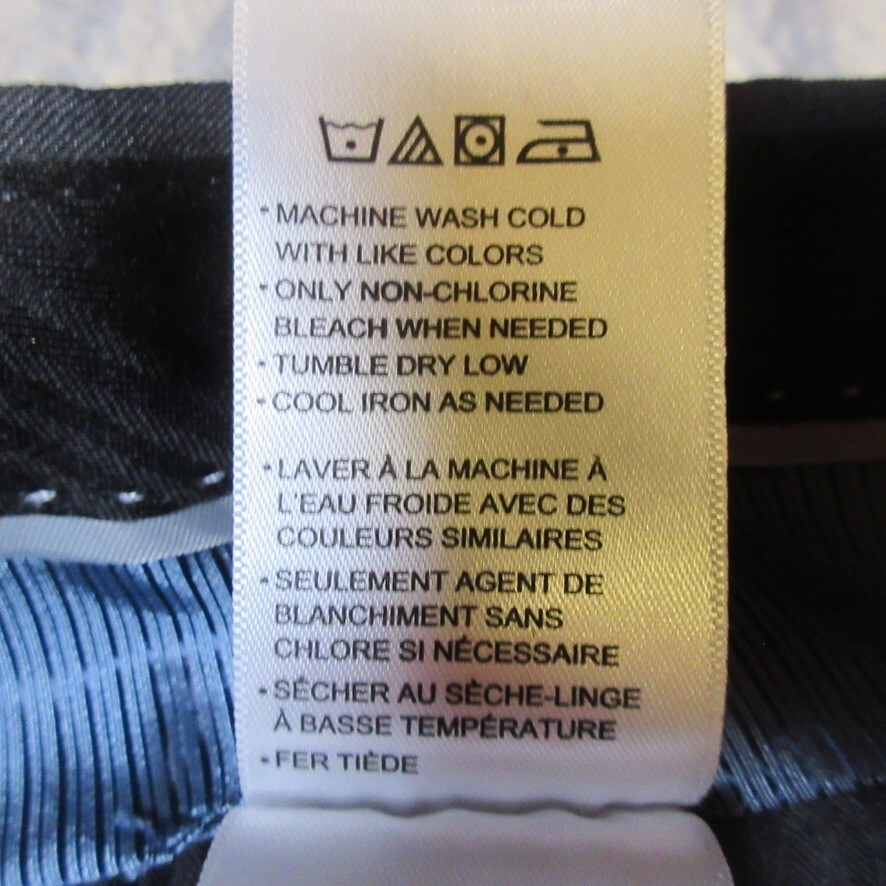 • MACHINE WASH COLD
WITH LIKE COLORS
• ONLY NON-CHLORINE
BLEACH WHEN NEEDED
• TUMBLE DRY LOW
• COOL IRON AS NEEDED
• LAVER À LA MACHINE À
L'EAU FROIDE AVEC DES
COULEURS SIMILAIRES
• SEULEMENT AGENT DE
BLANCHIMENT SANS
CHLORE SI NÉCESSAIRE
• SÉCHER AU SÈCHE-LINGE
À BASSE TEMPÉRATURE
• FER TIÈDE